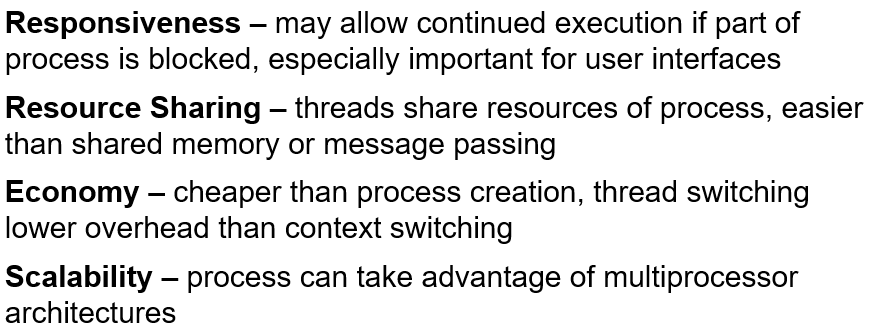 Responsiveness – may allow continued execution if part of
process is blocked, especially important for user interfaces
Resource Sharing – threads share resources of process, easier
than shared memory or message passing
Economy – cheaper than process creation, thread switching
lower overhead than context switching
Scalability – process can take advantage of multiprocessor
architectures